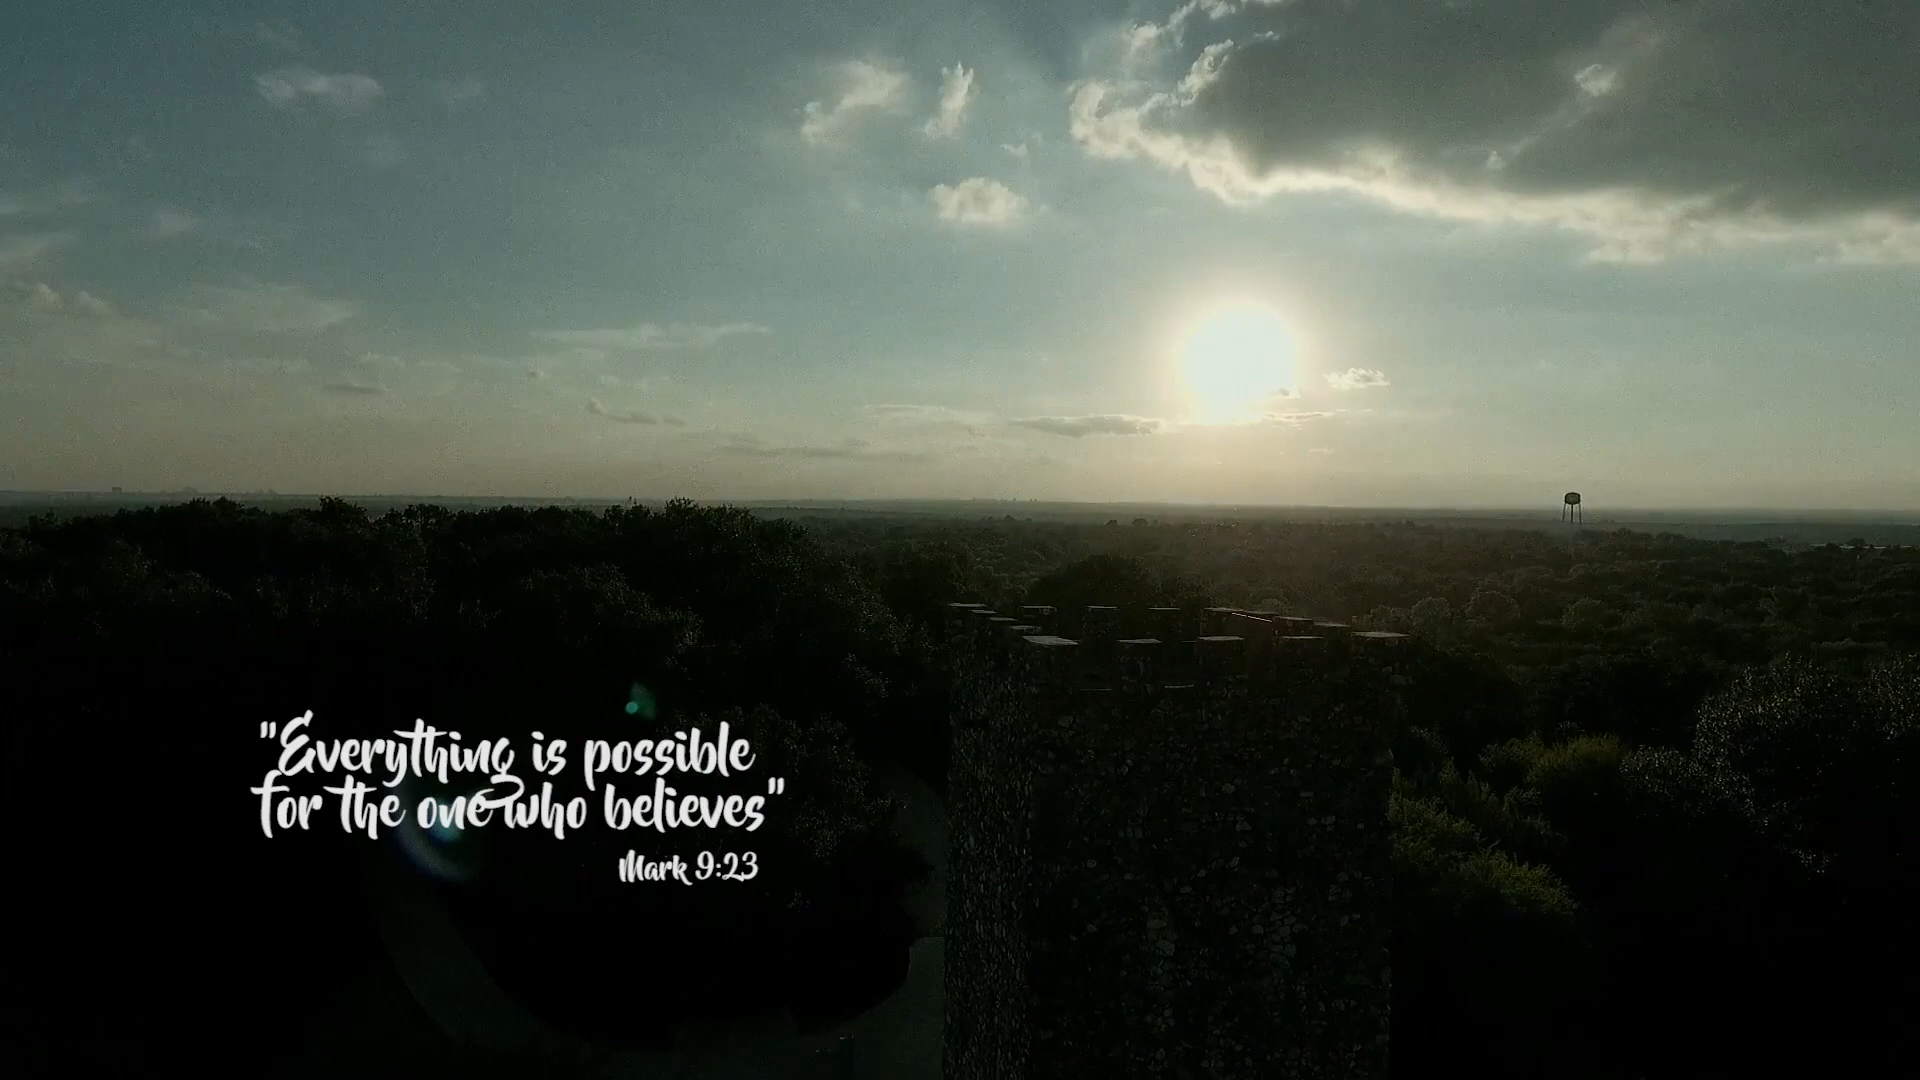 "Everything is possible
for the one who believes"
Mark 9:23